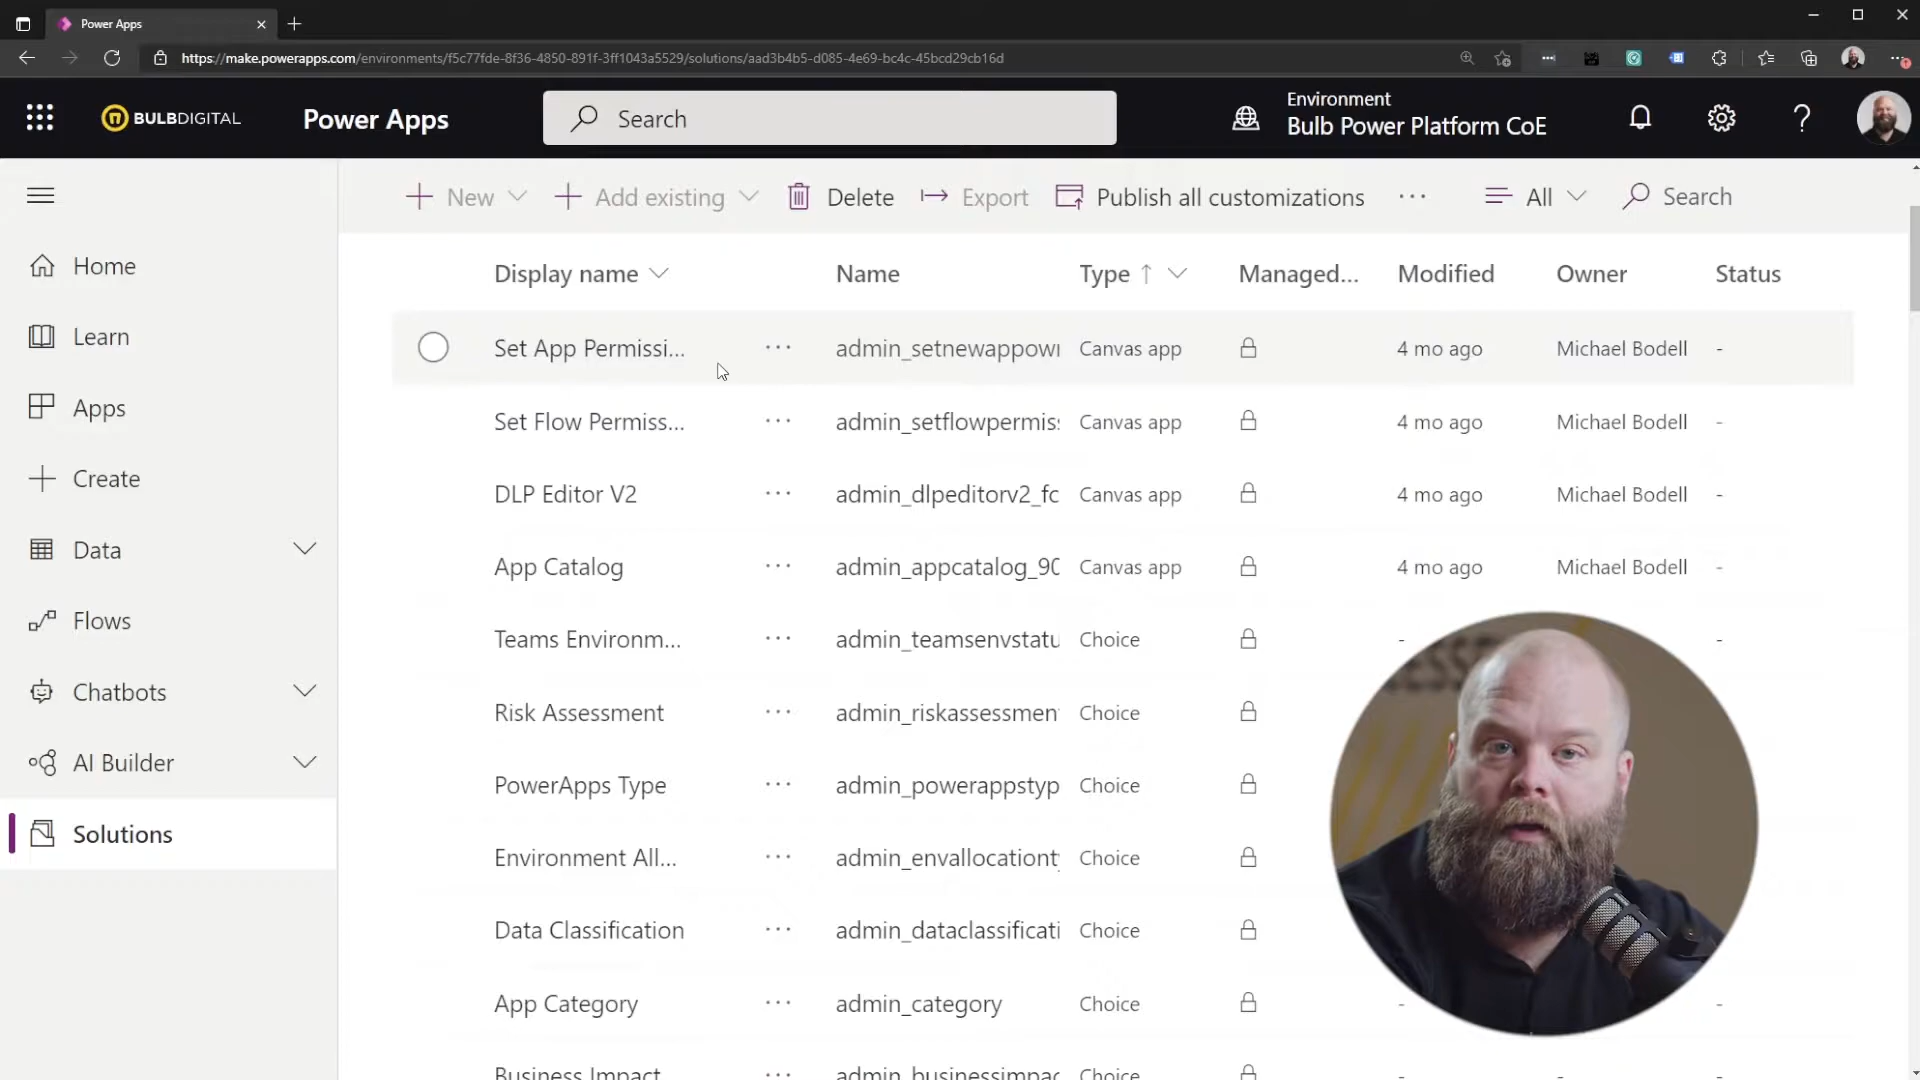 Power Apps
https://make.powerapps.com/environments/f5c77fde-8f36-4850-891f-3ff1043a5529/solutions/aad3b4b5-d085-4e69-bc4c-45bcd29cb16d
BULBDIGITAL
Power Apps
Search
Environment
Bulb Power Platform CoE
New
Add existing
Delete
Export
Publish all customizations
All
Search
Home
Learn
Apps
Create
Data
Flows
Chatbots
AI Builder
Solutions
Display name Name Type Managed... Modified Owner Status
Set App Permissi... admin_setnewappow Canvas app 4 mo ago Michael Bodell -
Set Flow Permiss... admin_setflowpermis Canvas app 4 mo ago Michael Bodell -
DLP Editor V2 admin_dlpeditorv2_fc Canvas app 4 mo ago Michael Bodell -
App Catalog admin_appcatalog_90 Canvas app 4 mo ago Michael Bodell -
Teams Environm... admin_teamsenvstatu Choice - -
Risk Assessment admin_riskassessmen Choice
PowerApps Type admin_powerappstyp Choice
Environment All... admin_envallocationt Choice
Data Classification admin_dataclassificati Choice
App Category admin_category Choice - -
Business Impact admin_businessimpac Choice - - -